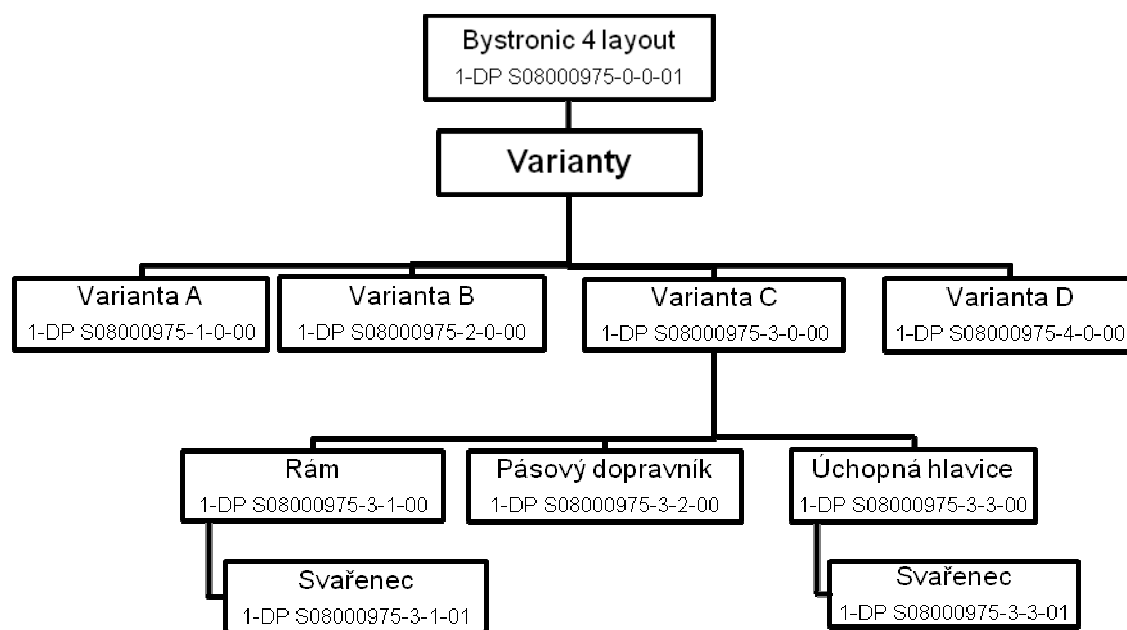 Bystronic 4 layout
1-DP S08000975-0-0-01
Varianty
Varianta A
1-DP S08000975-1-0-00
Varianta B
1-DP S08000975-2-0-00
Varianta C
1-DP S08000975-3-0-00
Varianta D
1-DP S08000975-4-0-00
Rám
1-DP S08000975-3-1-00
Pásový dopravník
1-DP S08000975-3-2-00
Úchopná hlavice
1-DP S08000975-3-3-00
Svařenec
1-DP S08000975-3-1-01
Svařenec
1-DP S08000975-3-3-01